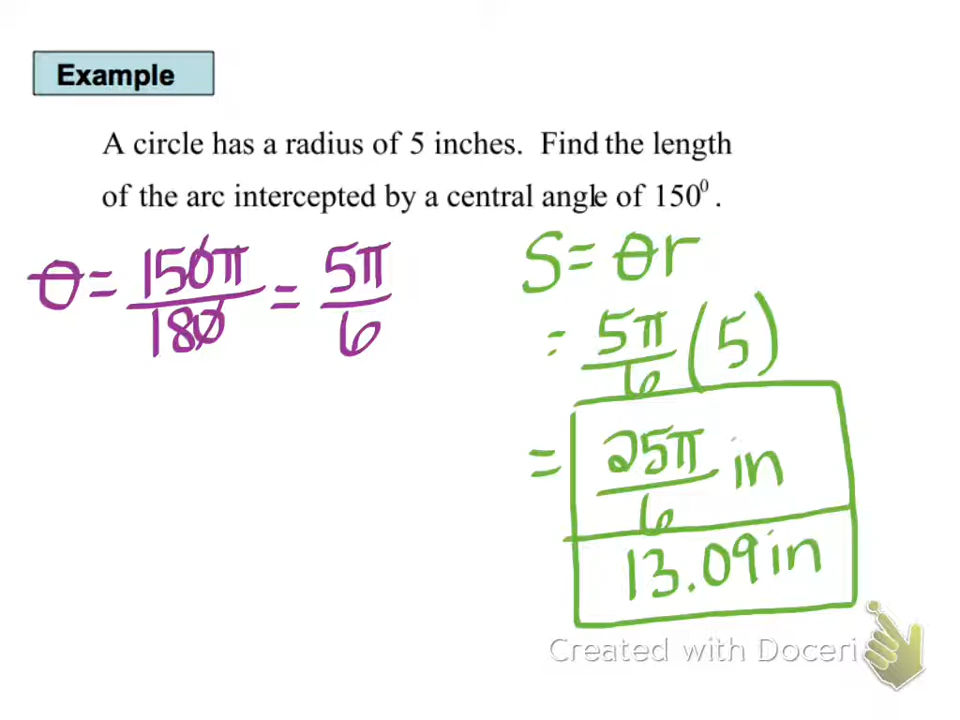 Example
A circle has a radius of 5 inches. Find the length
of the arc intercepted by a central angle of 150⁰ .
θ = 150π/180 = 5π/6
S = θr
= 5π/6 (5)
= 25π/6 in
13.09 in
Created with Doceri